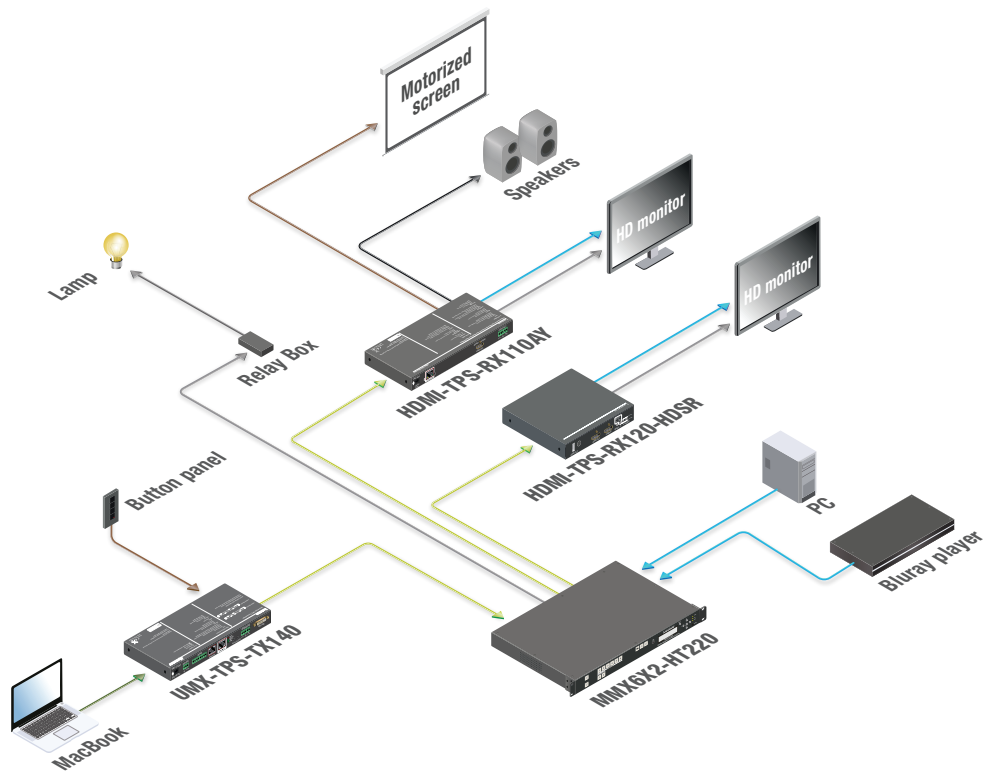 Motorized
screen
Speakers
HD monitor
HD monitor
Lamp
Relay Box
HDMI-TPS-RX110AY
HDMI-TPS-RX120-HDSR
Button panel
PC
Bluray player
UMX-TPS-TX140
MMX6X2-HT220
MacBook